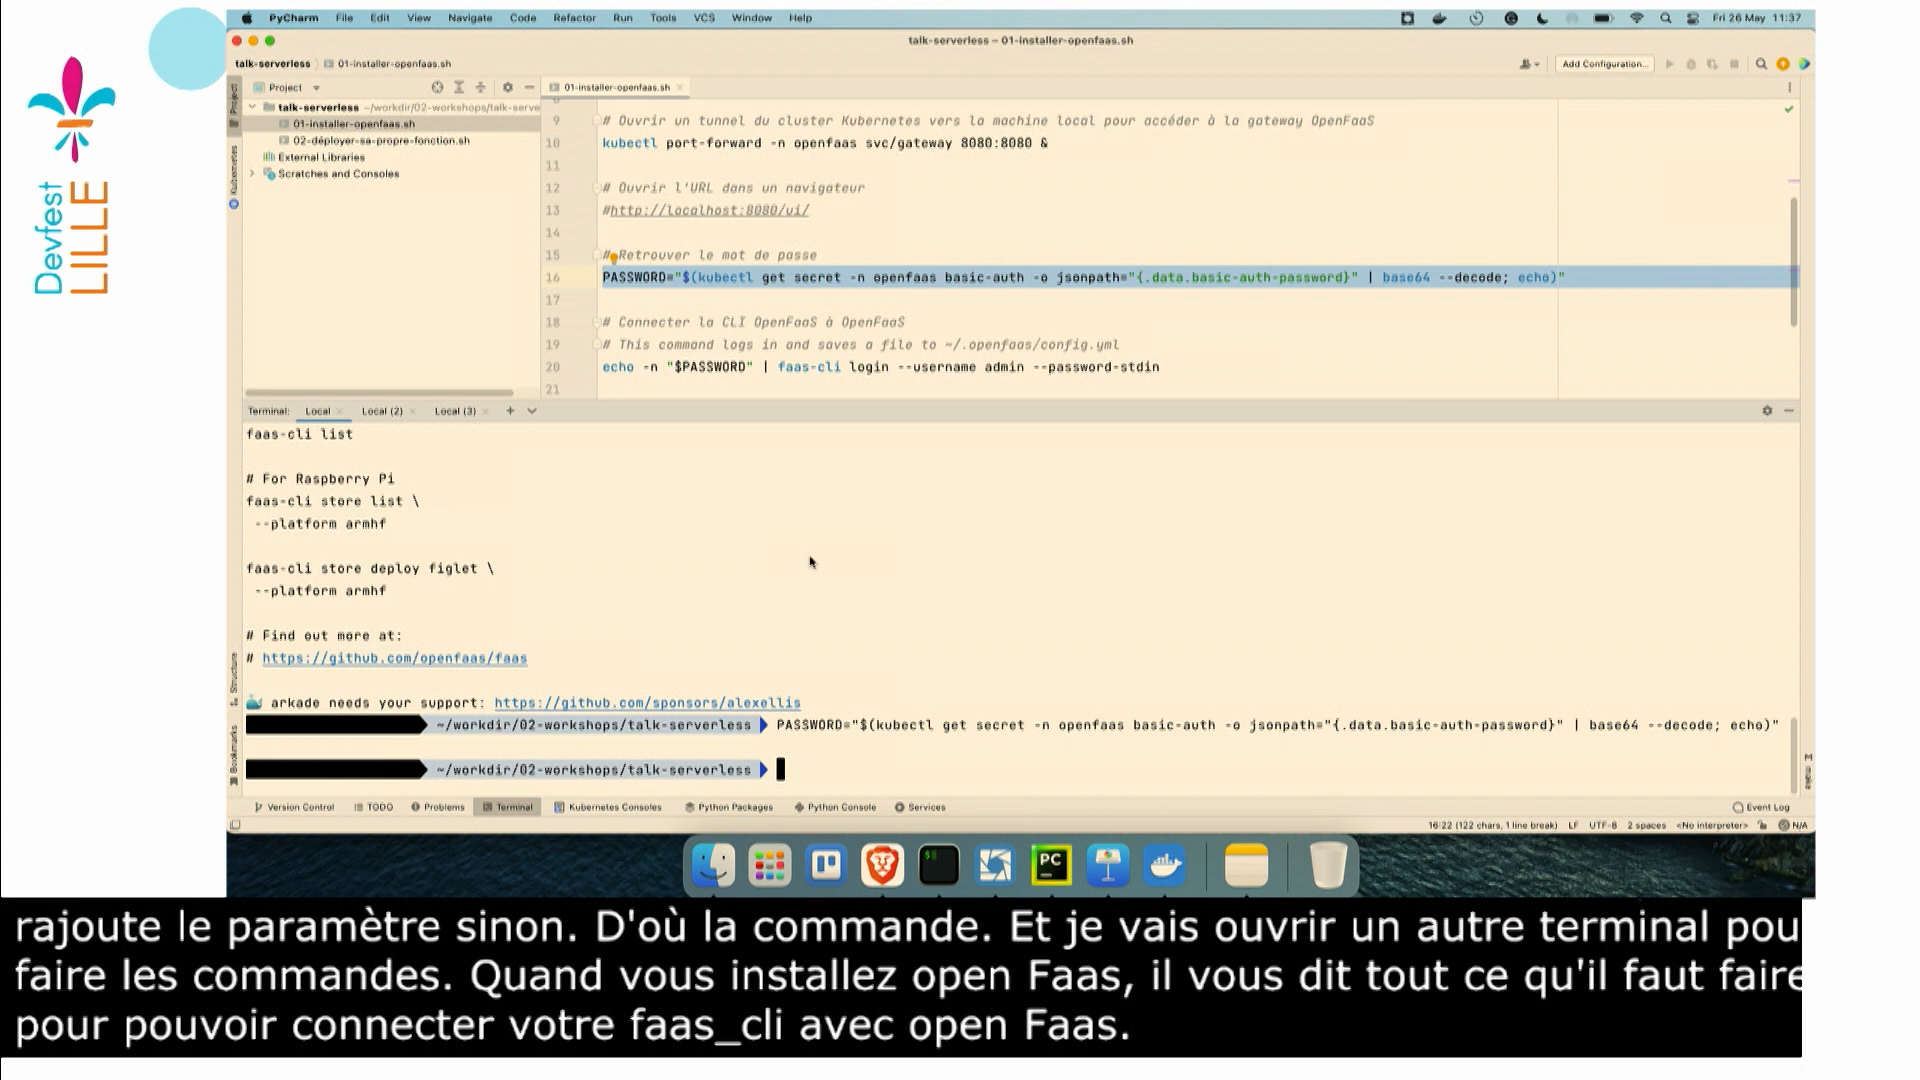 PyCharm File Edit View Navigate Code Refactor Run Tools VCS Window Help Fri 26 May 11:37
talk-serverless – 01-installer-openfaas.sh
talk-serverless 01-installer-openfaas.sh Add Configuration...
Devfest
LILLE
Project
Project
talk-serverless ~/workdir/02-workshops/talk-serve
01-installer-openfaas.sh
02-déployer-sa-propre-fonction.sh
External Libraries
Scratches and Consoles
Kubernetes
01-installer-openfaas.sh
9 # Ouvrir un tunnel du cluster Kubernetes vers la machine local pour accéder à la gateway OpenFaaS
10 kubectl port-forward -n openfaas svc/gateway 8080:8080 &
11
12 # Ouvrir l'URL dans un navigateur
13 #http://localhost:8080/ui/
14
15 # Retrouver le mot de passe
16 PASSWORD="$(kubectl get secret -n openfaas basic-auth -o jsonpath="{.data.basic-auth-password}" | base64 --decode; echo)"
17
18 # Connecter la CLI OpenFaaS à OpenFaaS
19 # This command logs in and saves a file to ~/.openfaas/config.yml
20 echo -n "$PASSWORD" | faas-cli login --username admin --password-stdin
21
Terminal: Local Local (2) Local (3)
faas-cli list
# For Raspberry Pi
faas-cli store list \
--platform armhf
faas-cli store deploy figlet \
--platform armhf
# Find out more at:
# https://github.com/openfaas/faas
arkade needs your support: https://github.com/sponsors/alexellis
~/workdir/02-workshops/talk-serverless PASSWORD="$(kubectl get secret -n openfaas basic-auth -o jsonpath="{.data.basic-auth-password}" | base64 --decode; echo)"
~/workdir/02-workshops/talk-serverless
Structure
Bookmarks
make
Version Control TODO Problems Terminal Kubernetes Consoles Python Packages Python Console Services Event Log
16:22 (122 chars, 1 line break) LF UTF-8 2 spaces <No interpreter> N/A
PC
rajoute le paramètre sinon. D'où la commande. Et je vais ouvrir un autre terminal pou
faire les commandes. Quand vous installez open Faas, il vous dit tout ce qu'il faut faire
pour pouvoir connecter votre faas_cli avec open Faas.